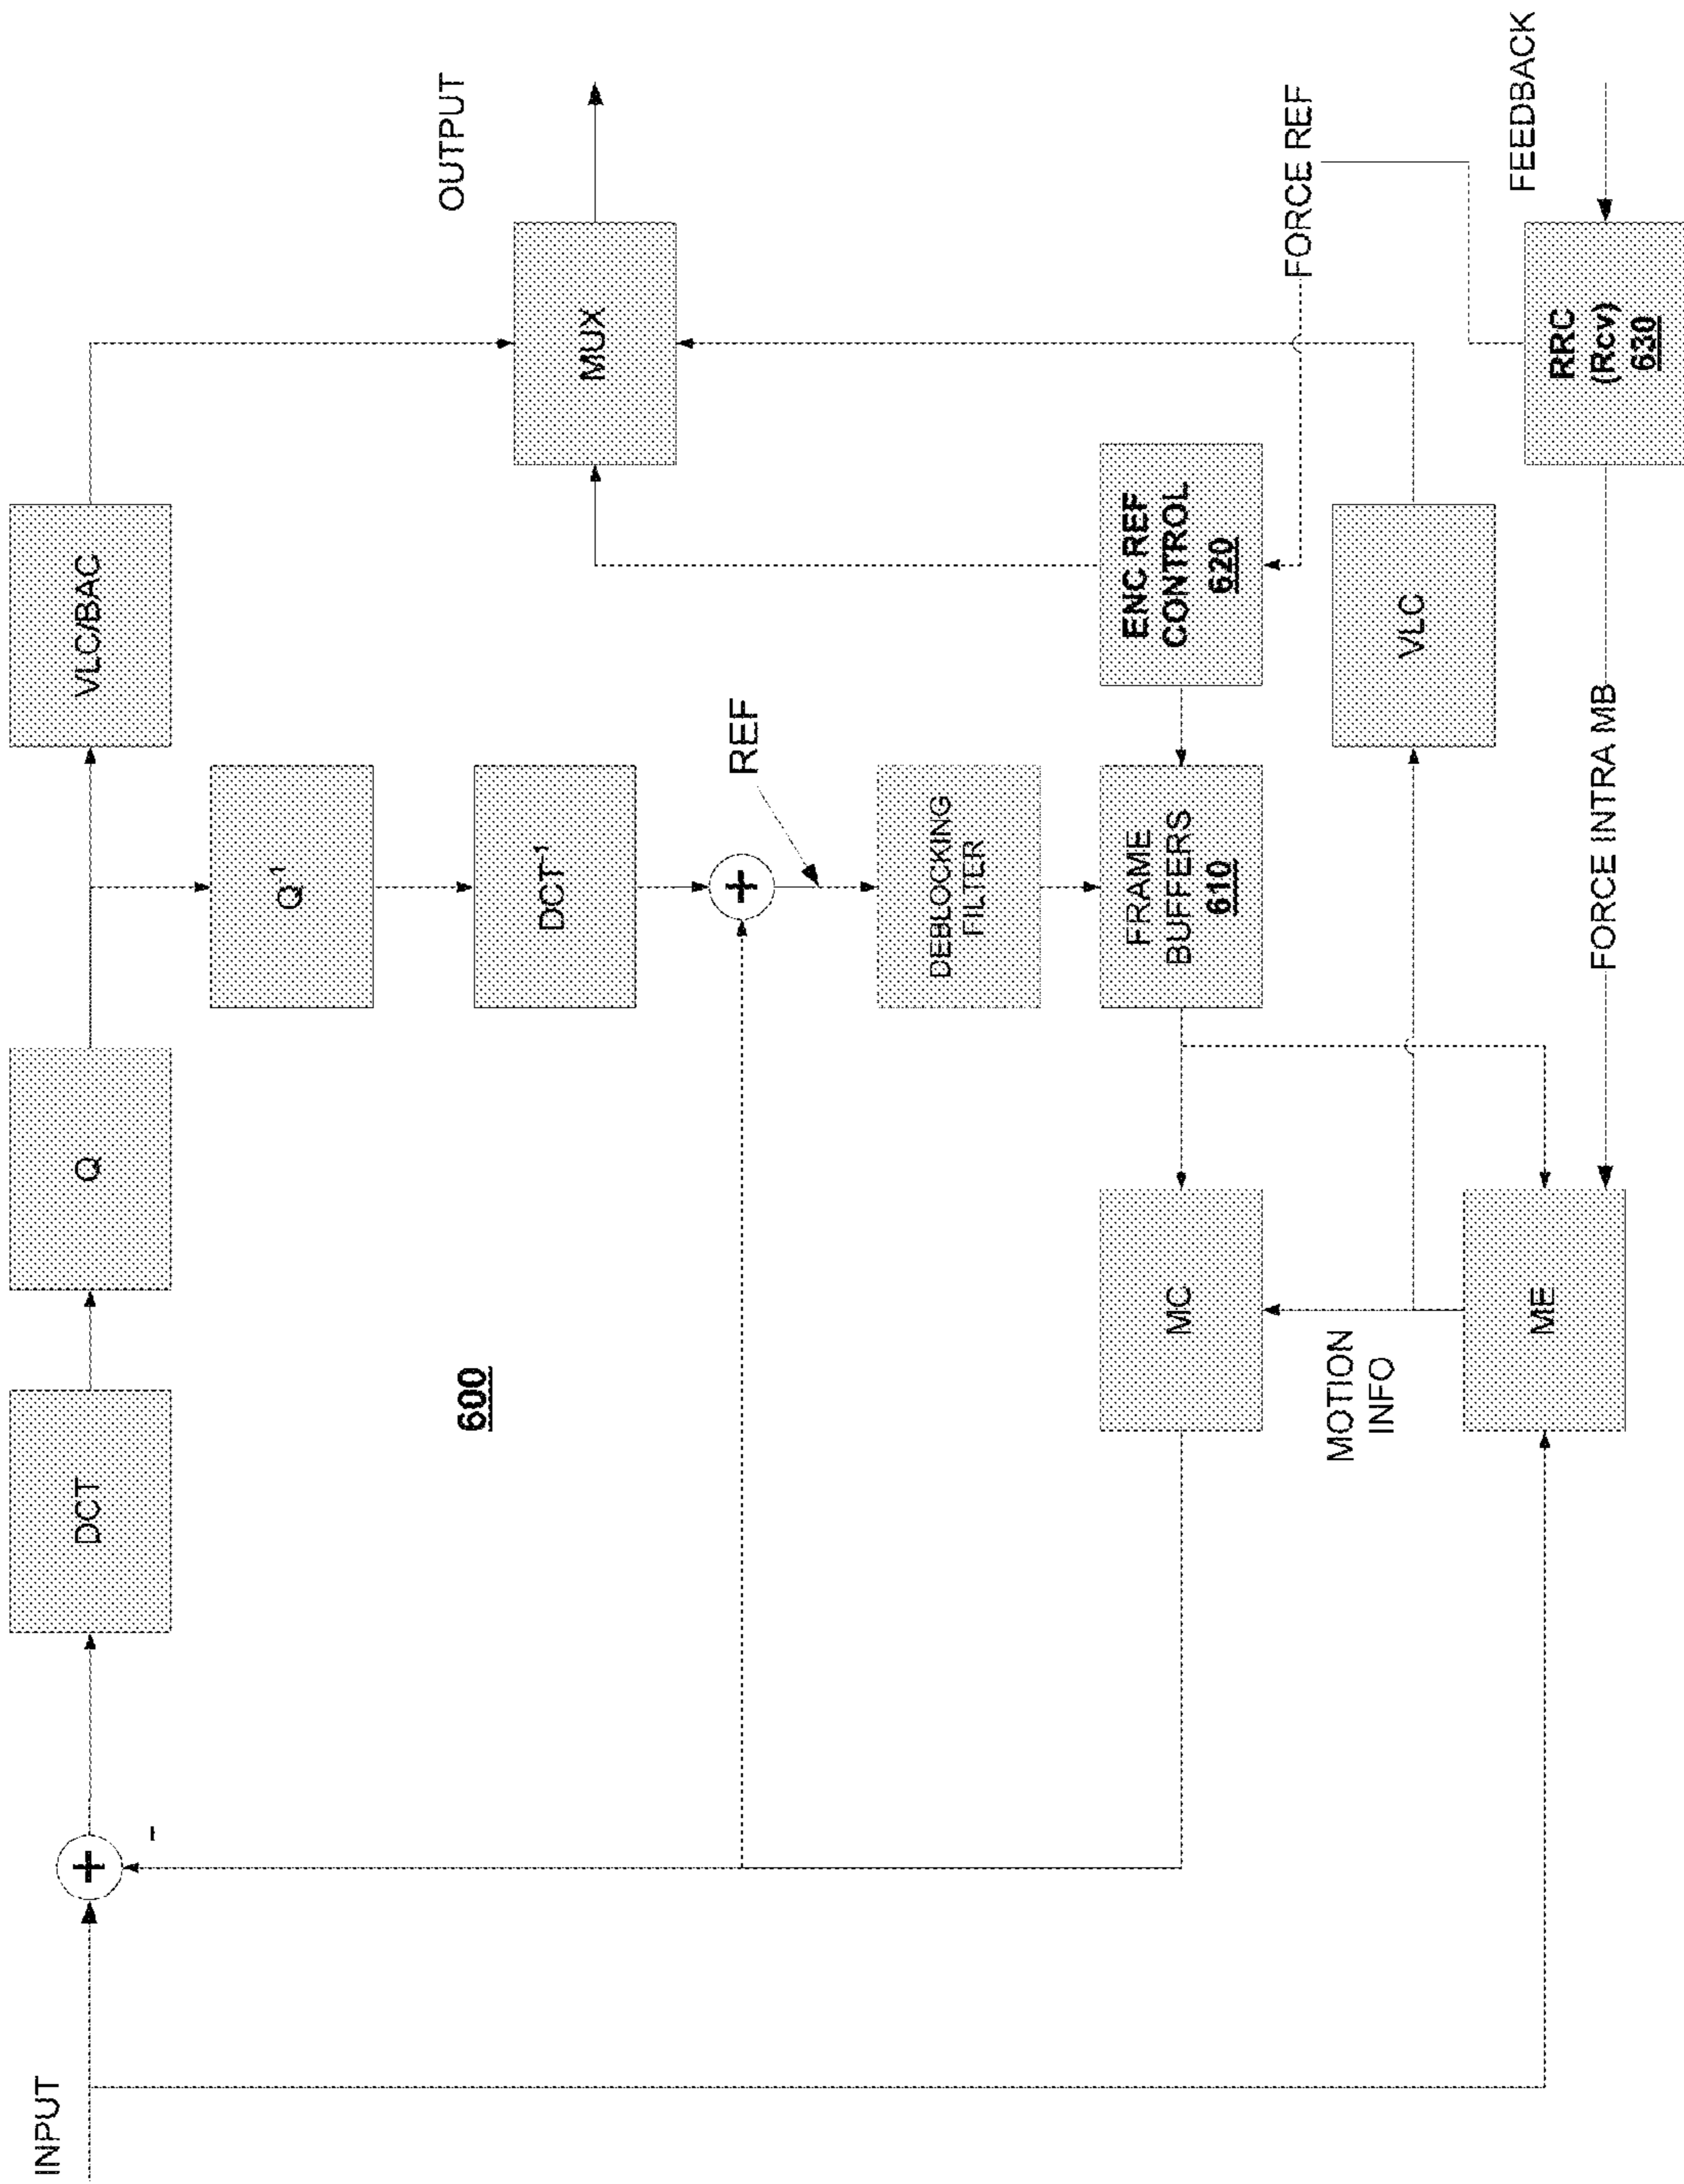 INPUT
+
-
DCT
Q
VLC/BAC
Q-1
DCT-1
+
REF
DEBLOCKING
FILTER
FRAME
BUFFERS
610
ENC REF
CONTROL
620
MUX
OUTPUT
600
MC
MOTION
INFO
ME
VLC
FORCE REF
FORCE INTRA MB
RRC
(Rcv)
630
FEEDBACK